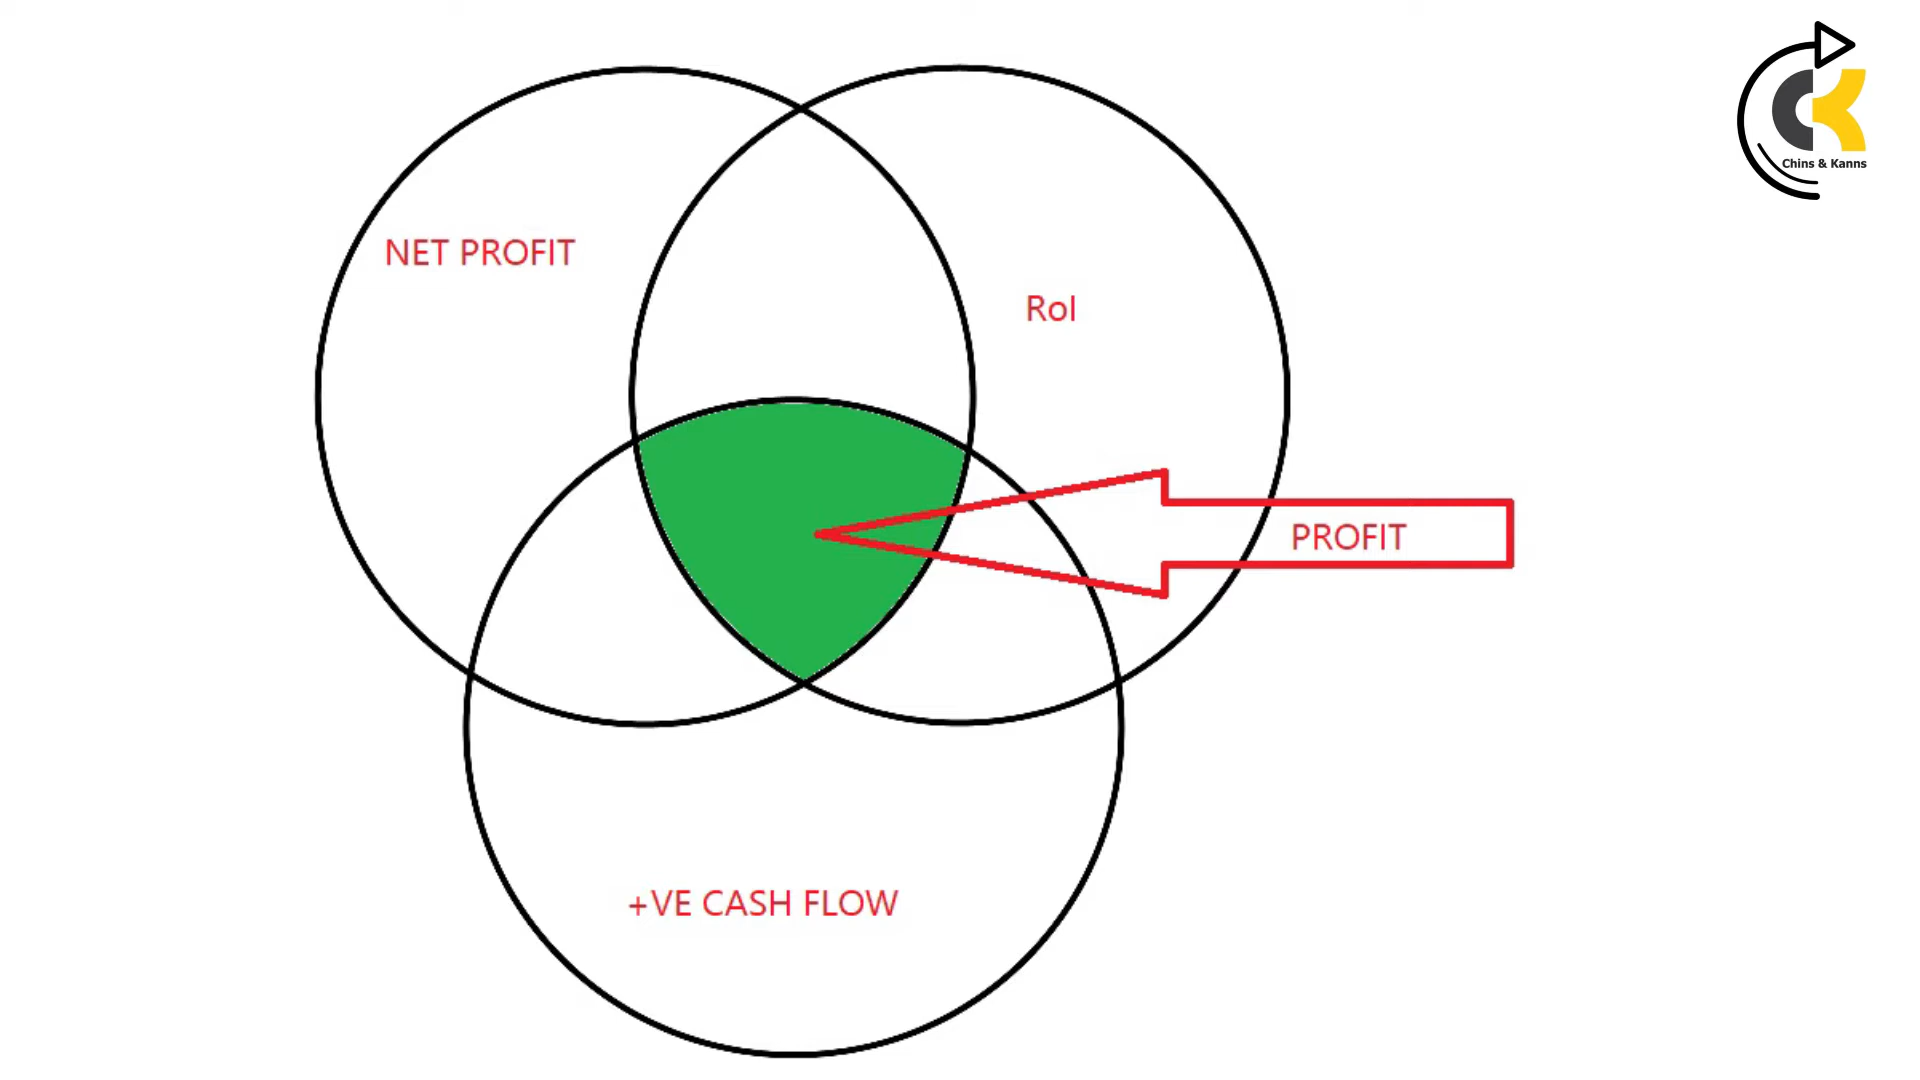 Chins & Kanns
NET PROFIT
RoI
PROFIT
+VE CASH FLOW